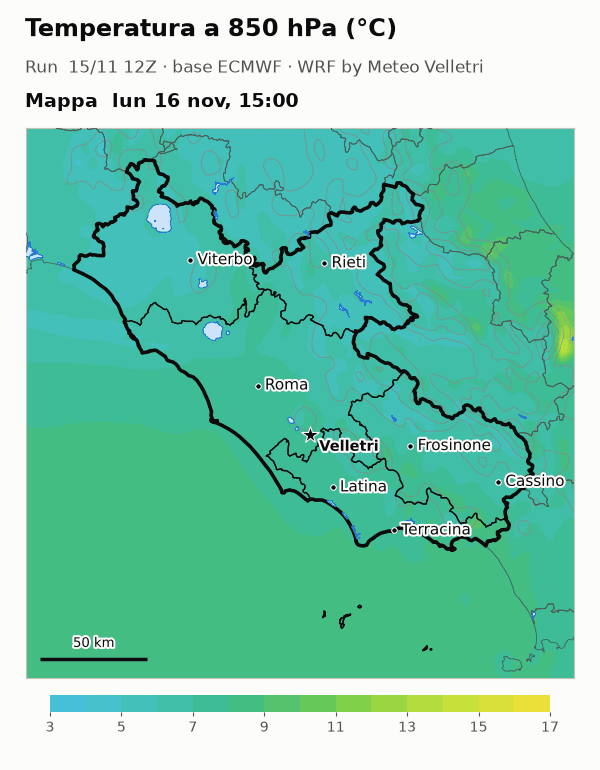 Temperatura a 850 hPa (°C)
Run  15/11 12Z · base ECMWF · WRF by Meteo Velletri
Mappa  lun 16 nov, 15:00
Viterbo
Rieti
Roma
Velletri
Frosinone
Latina
Cassino
Terracina
50 km
3 5 7 9 11 13 15 17